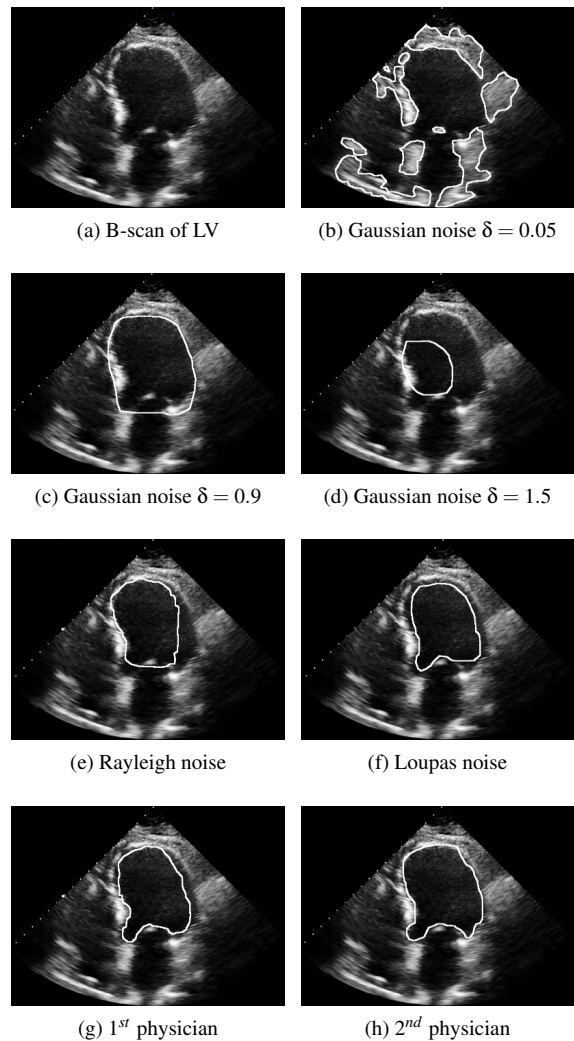 (a) B-scan of LV
(b) Gaussian noise δ = 0.05
(c) Gaussian noise δ = 0.9
(d) Gaussian noise δ = 1.5
(e) Rayleigh noise
(f) Loupas noise
(g) 1st physician
(h) 2nd physician